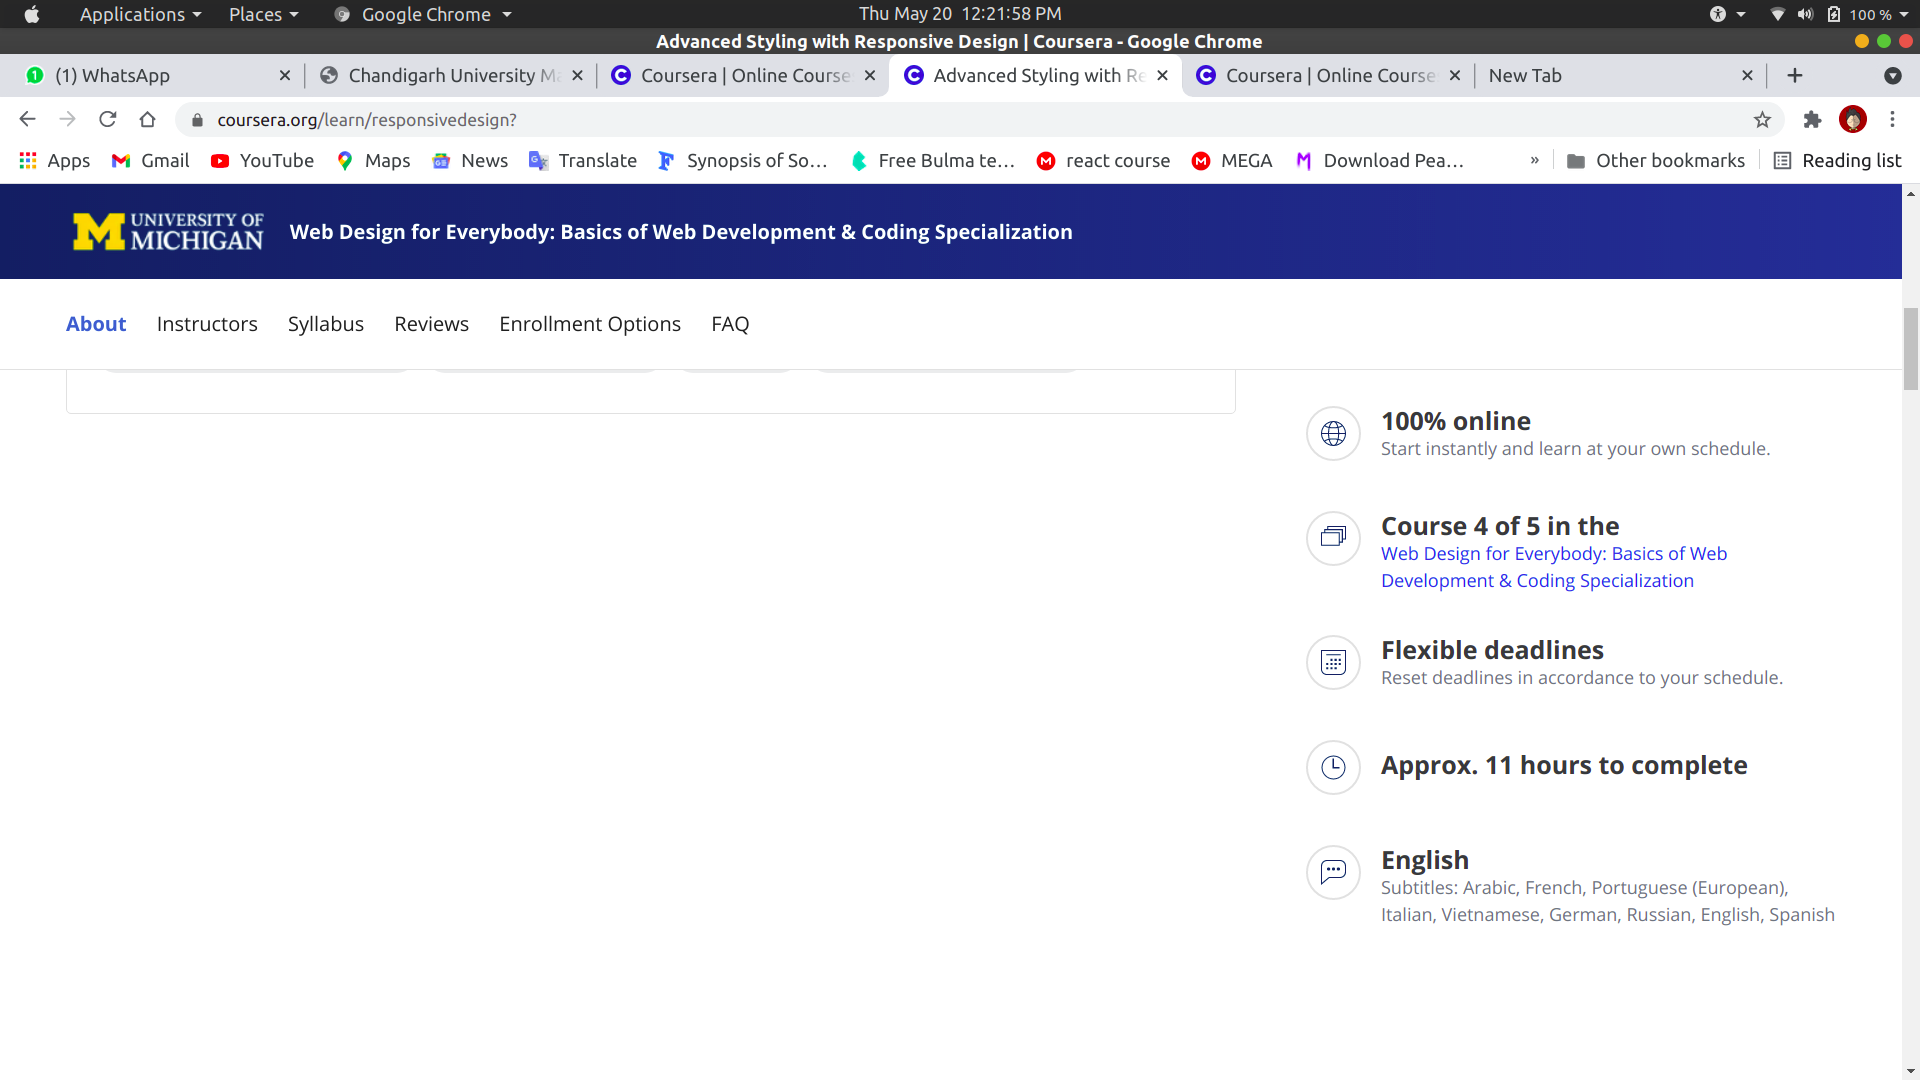 Applications Places Google Chrome Thu May 20 12:21:58 PM 100 %
Advanced Styling with Responsive Design | Coursera - Google Chrome
1 (1) WhatsApp Chandigarh University Ma Coursera | Online Course Advanced Styling with Re Coursera | Online Course New Tab
coursera.org/learn/responsivedesign?
Apps Gmail YouTube Maps News Translate Synopsis of So... Free Bulma te... react course MEGA Download Pea... » Other bookmarks Reading list
UNIVERSITY OF
MICHIGAN
Web Design for Everybody: Basics of Web Development & Coding Specialization
About Instructors Syllabus Reviews Enrollment Options FAQ
100% online
Start instantly and learn at your own schedule.
Course 4 of 5 in the
Web Design for Everybody: Basics of Web
Development & Coding Specialization
Flexible deadlines
Reset deadlines in accordance to your schedule.
Approx. 11 hours to complete
English
Subtitles: Arabic, French, Portuguese (European),
Italian, Vietnamese, German, Russian, English, Spanish